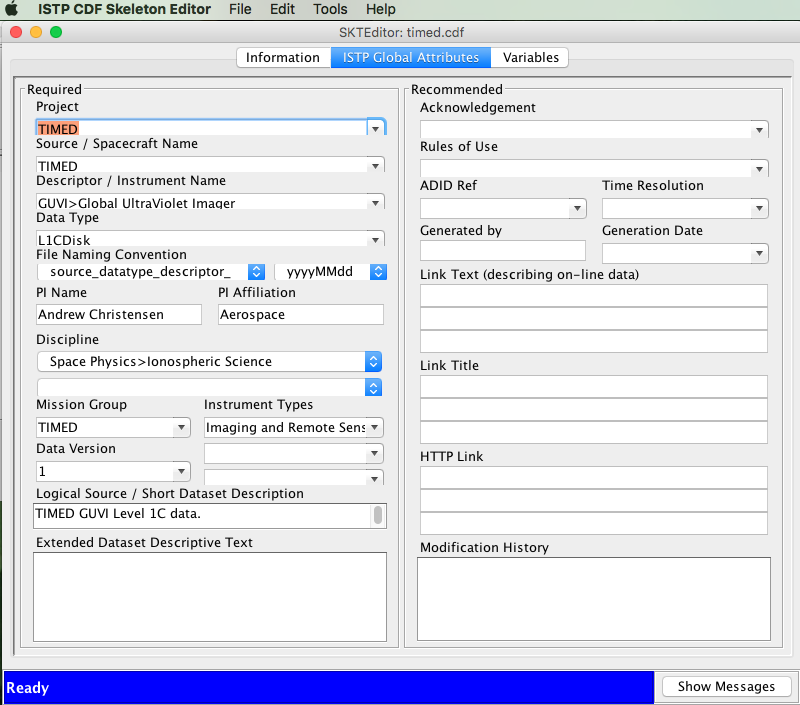 ISTP CDF Skeleton Editor File Edit Tools Help
SKTEditor: timed.cdf
Information ISTP Global Attributes Variables
Required
Project
TIMED
Source / Spacecraft Name
TIMED
Descriptor / Instrument Name
GUVI>Global UltraViolet Imager
Data Type
L1CDisk
File Naming Convention
source_datatype_descriptor_ yyyyMMdd
PI Name PI Affiliation
Andrew Christensen Aerospace
Discipline
Space Physics>Ionospheric Science
Mission Group Instrument Types
TIMED Imaging and Remote Sens
Data Version
1
Logical Source / Short Dataset Description
TIMED GUVI Level 1C data.
Extended Dataset Descriptive Text
Recommended
Acknowledgement
Rules of Use
ADID Ref Time Resolution
Generated by Generation Date
Link Text (describing on-line data)
Link Title
HTTP Link
Modification History
Ready Show Messages